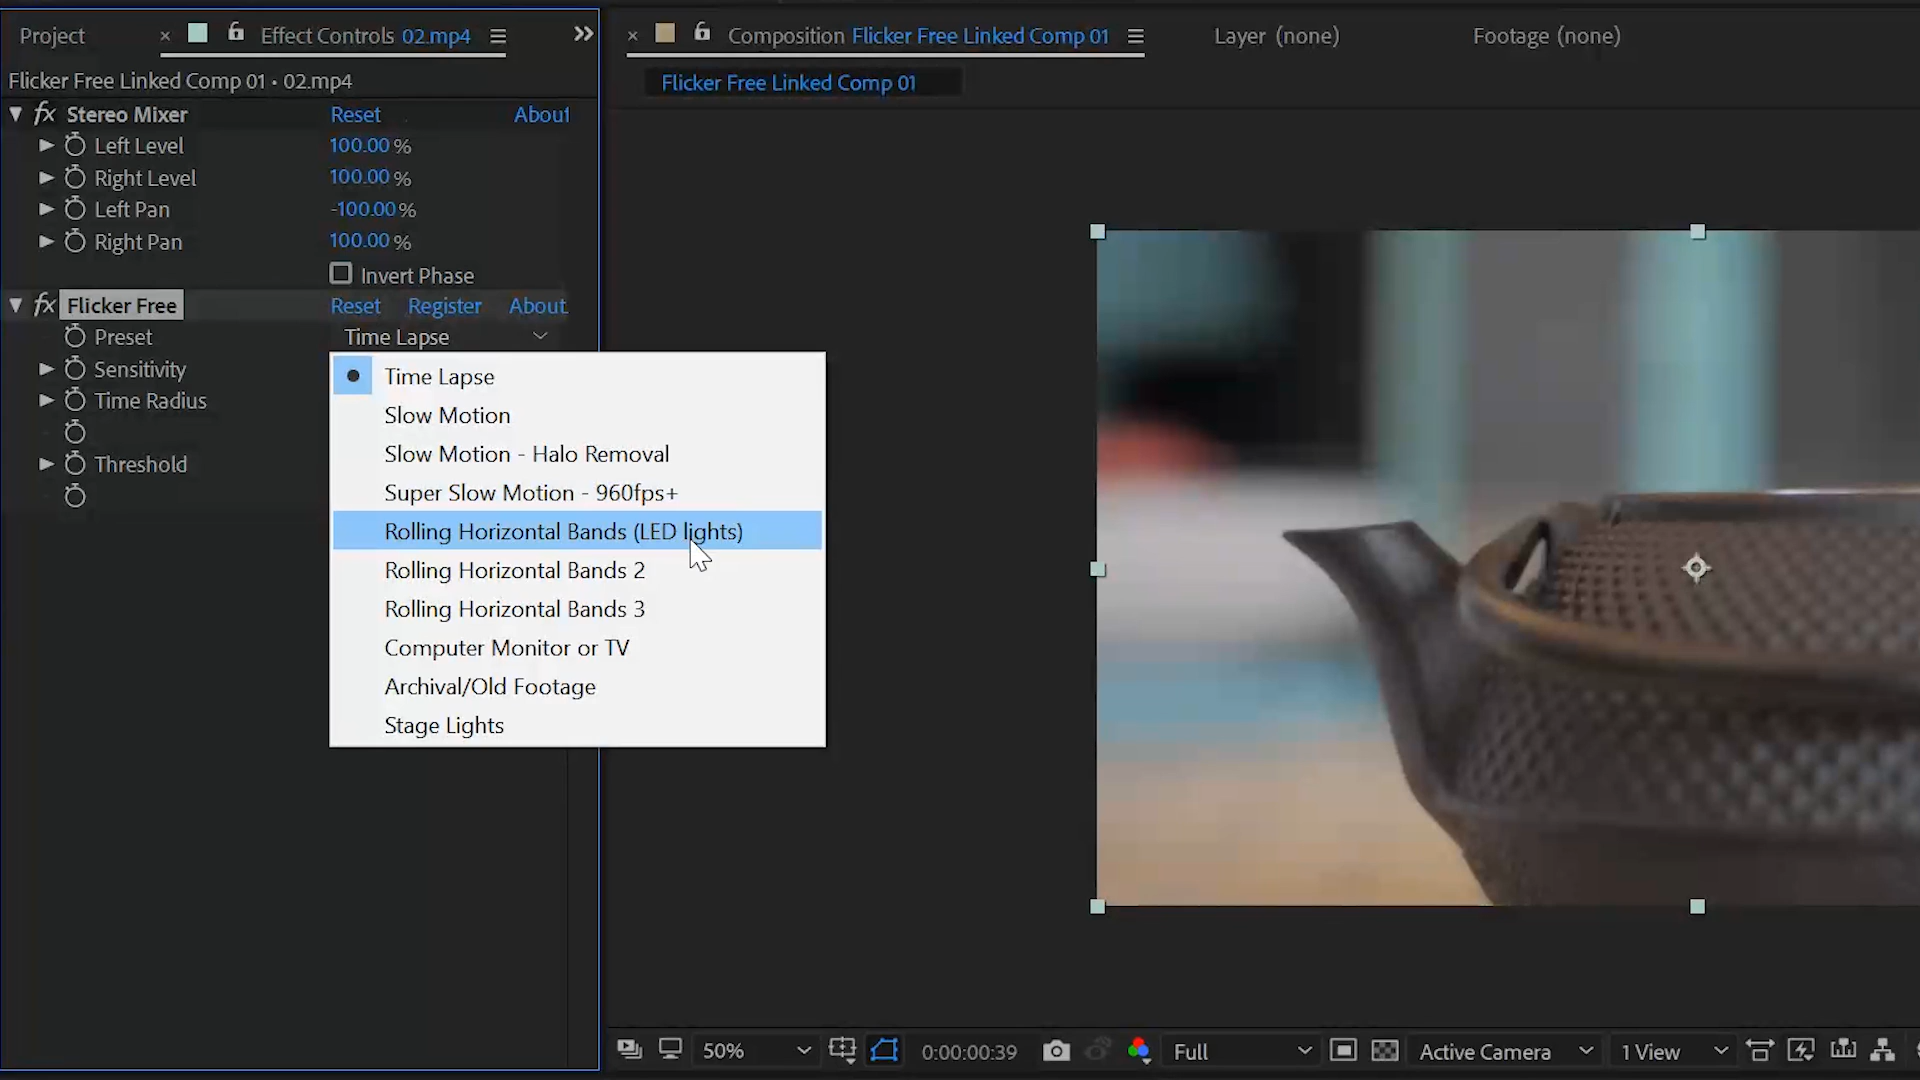 Project × Effect Controls 02.mp4
Flicker Free Linked Comp 01 • 02.mp4
fx Stereo Mixer Reset About
Left Level 100.00 %
Right Level 100.00 %
Left Pan -100.00 %
Right Pan 100.00 %
Invert Phase
fx Flicker Free Reset Register About
Preset Time Lapse
Sensitivity
Time Radius
Threshold
Time Lapse
Slow Motion
Slow Motion - Halo Removal
Super Slow Motion - 960fps+
Rolling Horizontal Bands (LED lights)
Rolling Horizontal Bands 2
Rolling Horizontal Bands 3
Computer Monitor or TV
Archival/Old Footage
Stage Lights
× Composition Flicker Free Linked Comp 01 Layer (none) Footage (none)
Flicker Free Linked Comp 01
50% 0:00:00:39 Full Active Camera 1 View